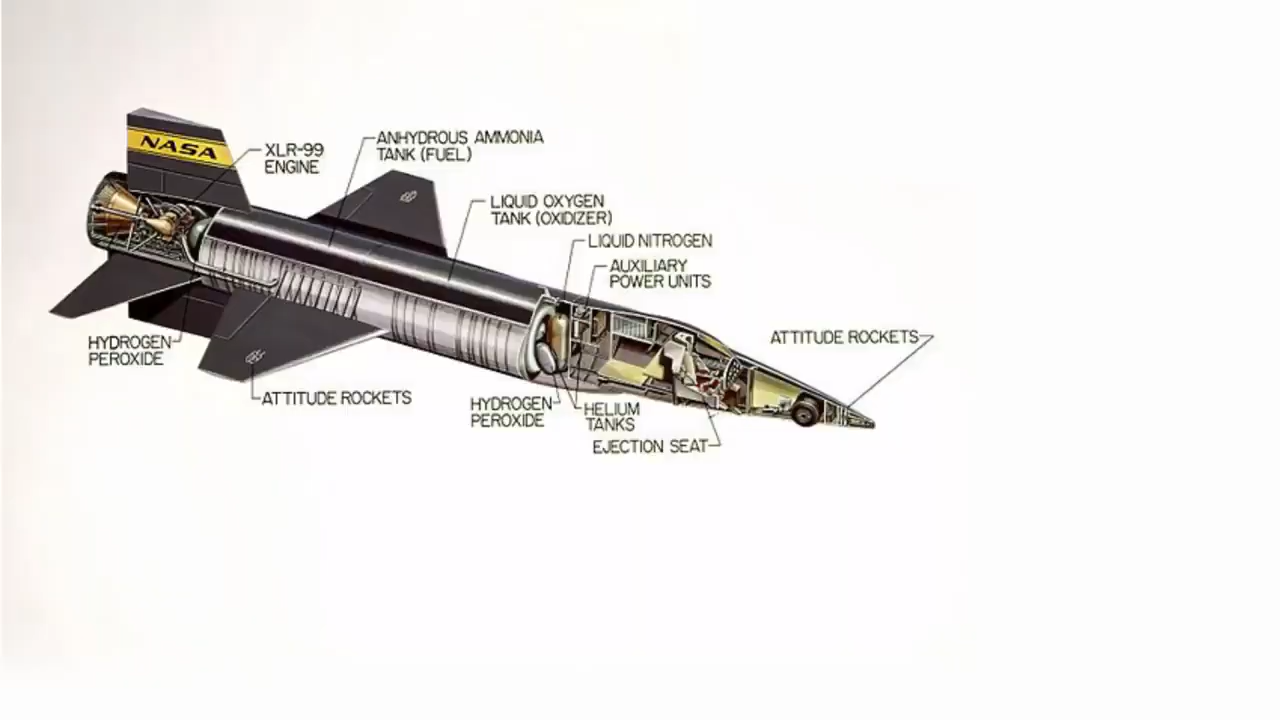 NASA
XLR-99
ENGINE
ANHYDROUS AMMONIA
TANK (FUEL)
LIQUID OXYGEN
TANK (OXIDIZER)
LIQUID NITROGEN
AUXILIARY
POWER UNITS
ATTITUDE ROCKETS
HYDROGEN
PEROXIDE
ATTITUDE ROCKETS
HYDROGEN
PEROXIDE
HELIUM
TANKS
EJECTION SEAT